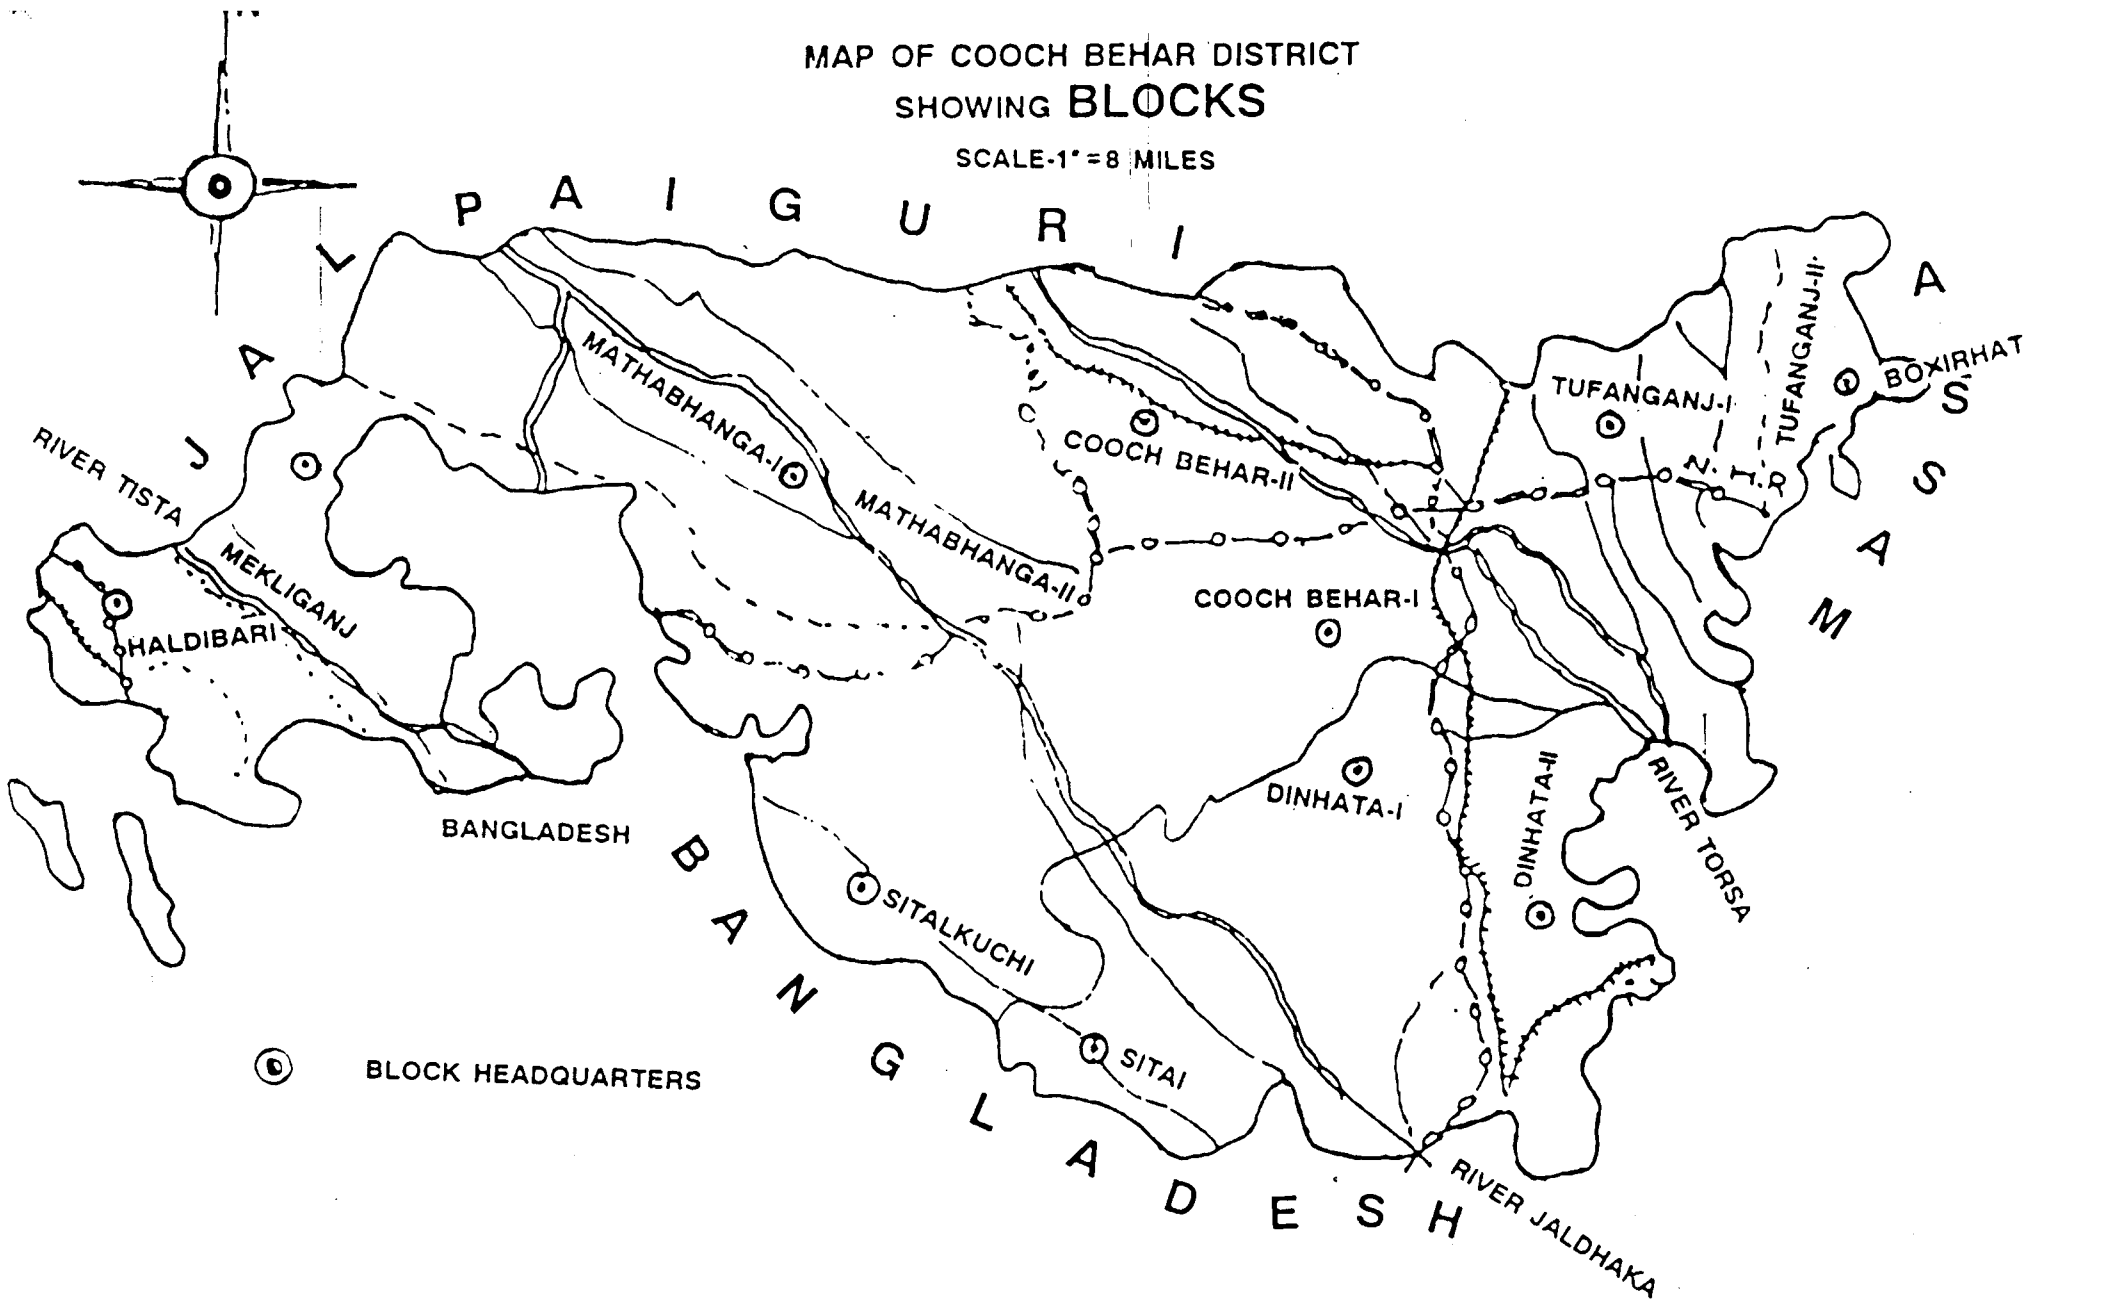 N
MAP OF COOCH BEHAR DISTRICT
SHOWING BLOCKS
SCALE-1"=8 MILES
JALPAIGURI
ASSAM
BOXIRHAT
TUFANGANJ-II
TUFANGANJ-I
N.H.R
MATHABHANGA-I
COOCH BEHAR-II
MATHABHANGA-II
RIVER TISTA
MEKLIGANJ
HALDIBARI
COOCH BEHAR-I
DINHATA-I
DINHATA-II
RIVER TORSA
BANGLADESH
BANGLADESH
SITALKUCHI
SITAI
BLOCK HEADQUARTERS
RIVER JALDHAKA